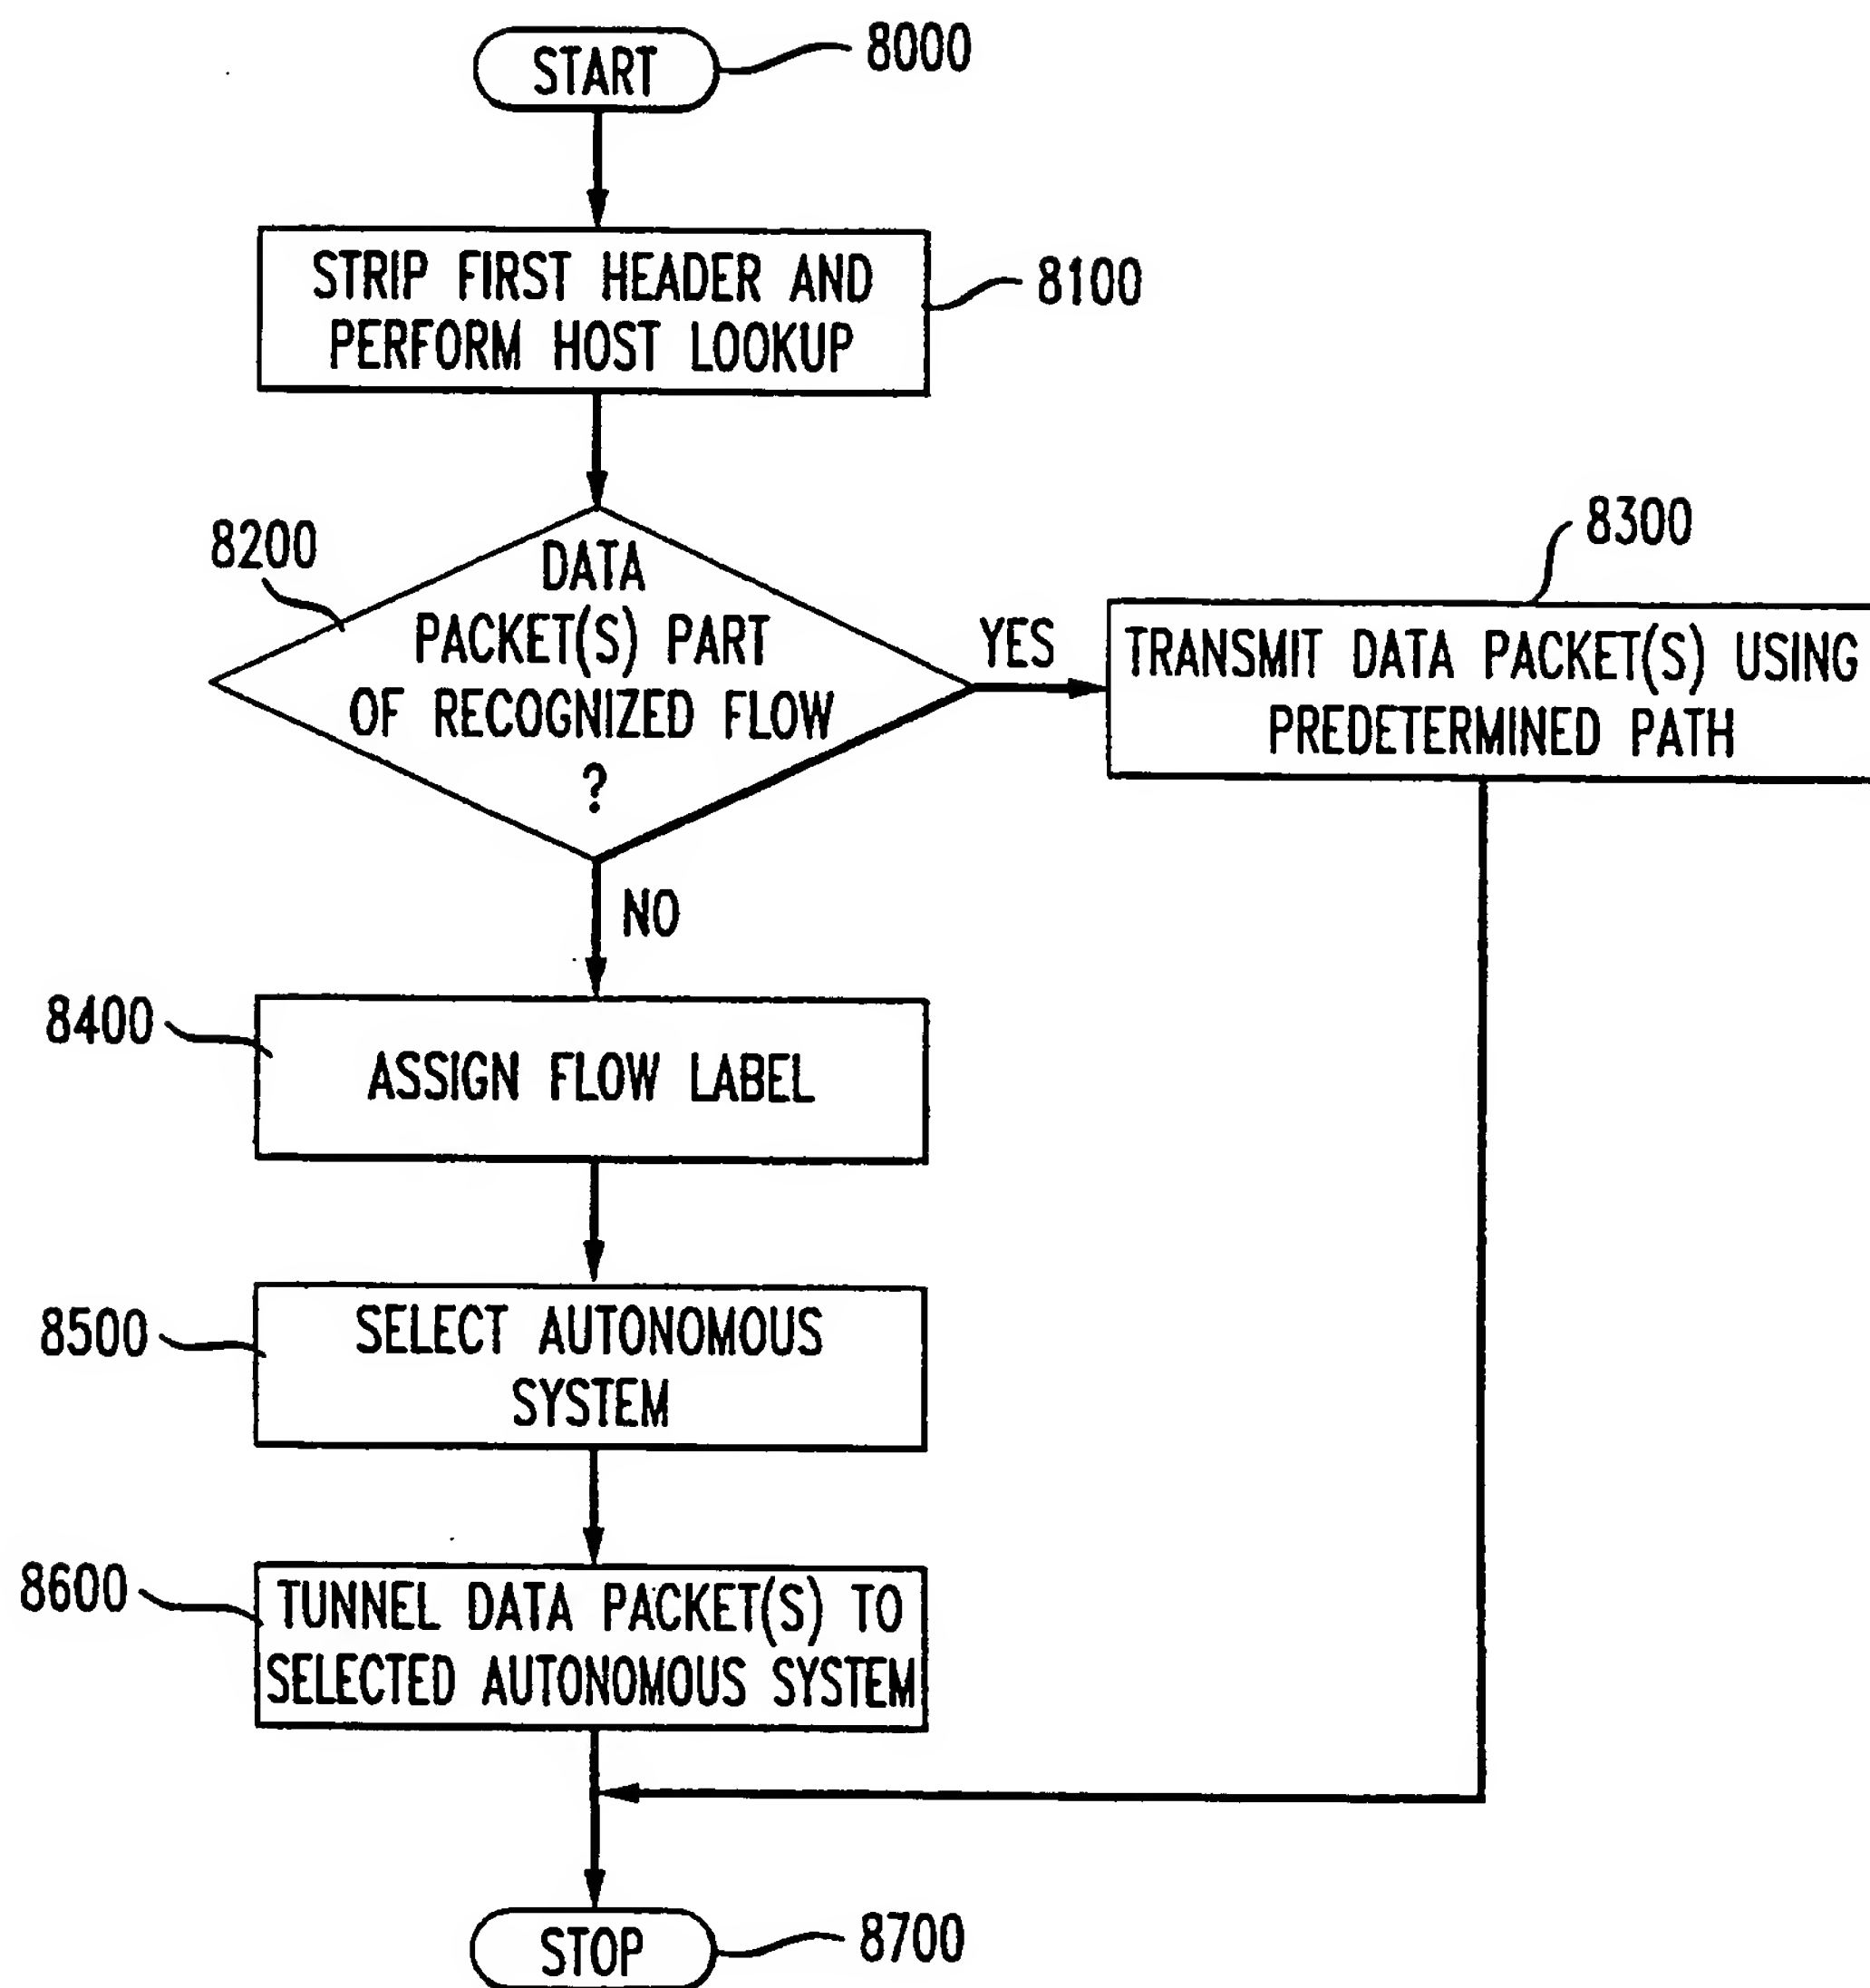 START
8000
STRIP FIRST HEADER AND
PERFORM HOST LOOKUP
8100
8200
DATA
PACKET(S) PART
OF RECOGNIZED FLOW
?
YES
8300
TRANSMIT DATA PACKET(S) USING
PREDETERMINED PATH
NO
8400
ASSIGN FLOW LABEL
8500
SELECT AUTONOMOUS
SYSTEM
8600
TUNNEL DATA PACKET(S) TO
SELECTED AUTONOMOUS SYSTEM
STOP
8700